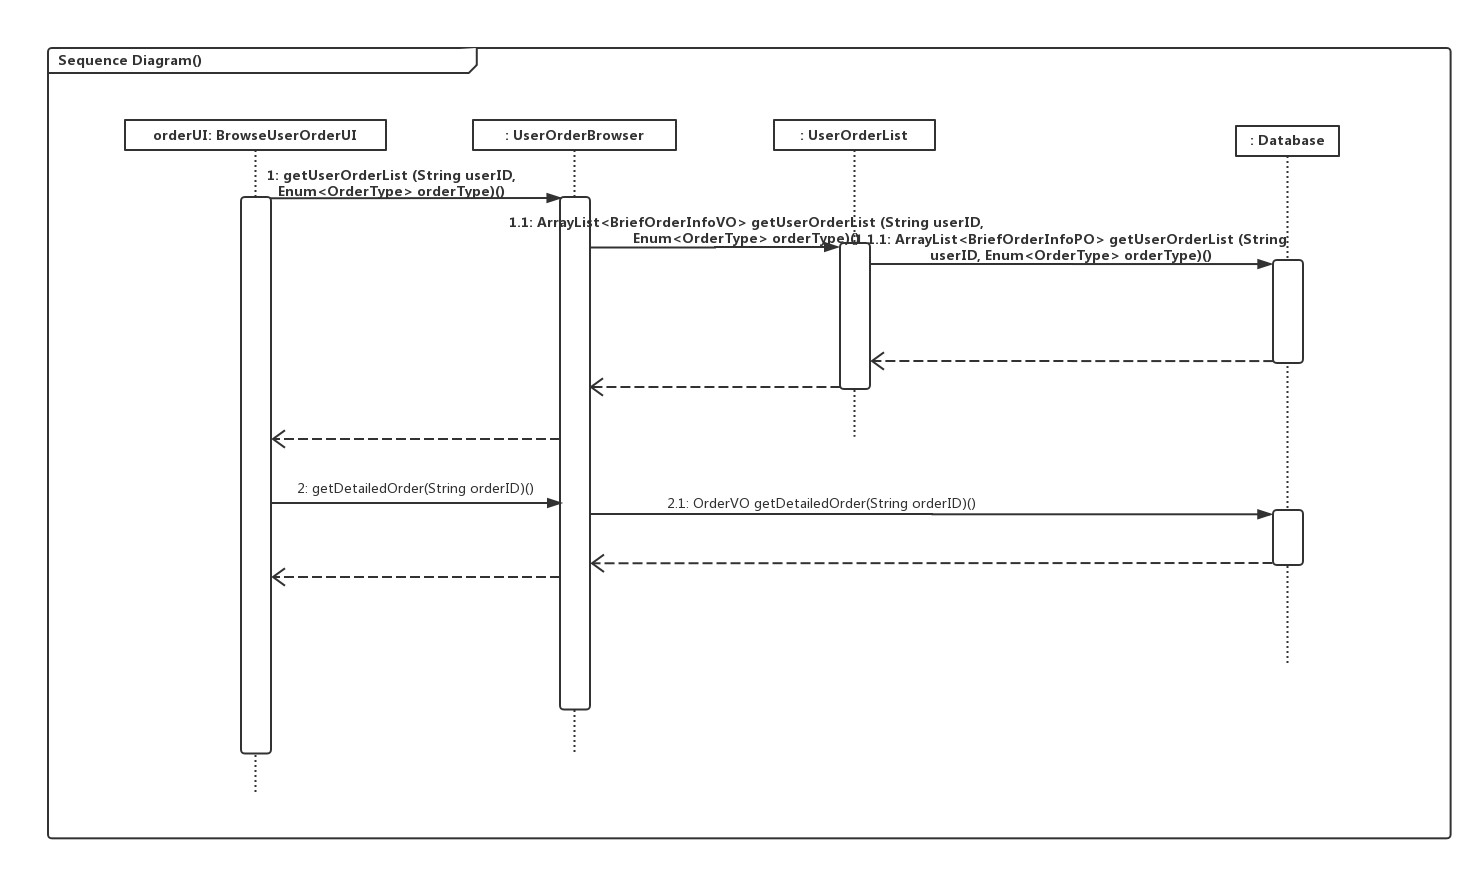 Sequence Diagram()
orderUI: BrowseUserOrderUI
: UserOrderBrowser
: UserOrderList
: Database
1: getUserOrderList (String userID,
Enum<OrderType> orderType)()
1.1: ArrayList<BriefOrderInfoVO> getUserOrderList (String userID,
Enum<OrderType> orderType)()
1.1.1: ArrayList<BriefOrderInfoPO> getUserOrderList (String
userID, Enum<OrderType> orderType)()
2: getDetailedOrder(String orderID)()
2.1: OrderVO getDetailedOrder(String orderID)()